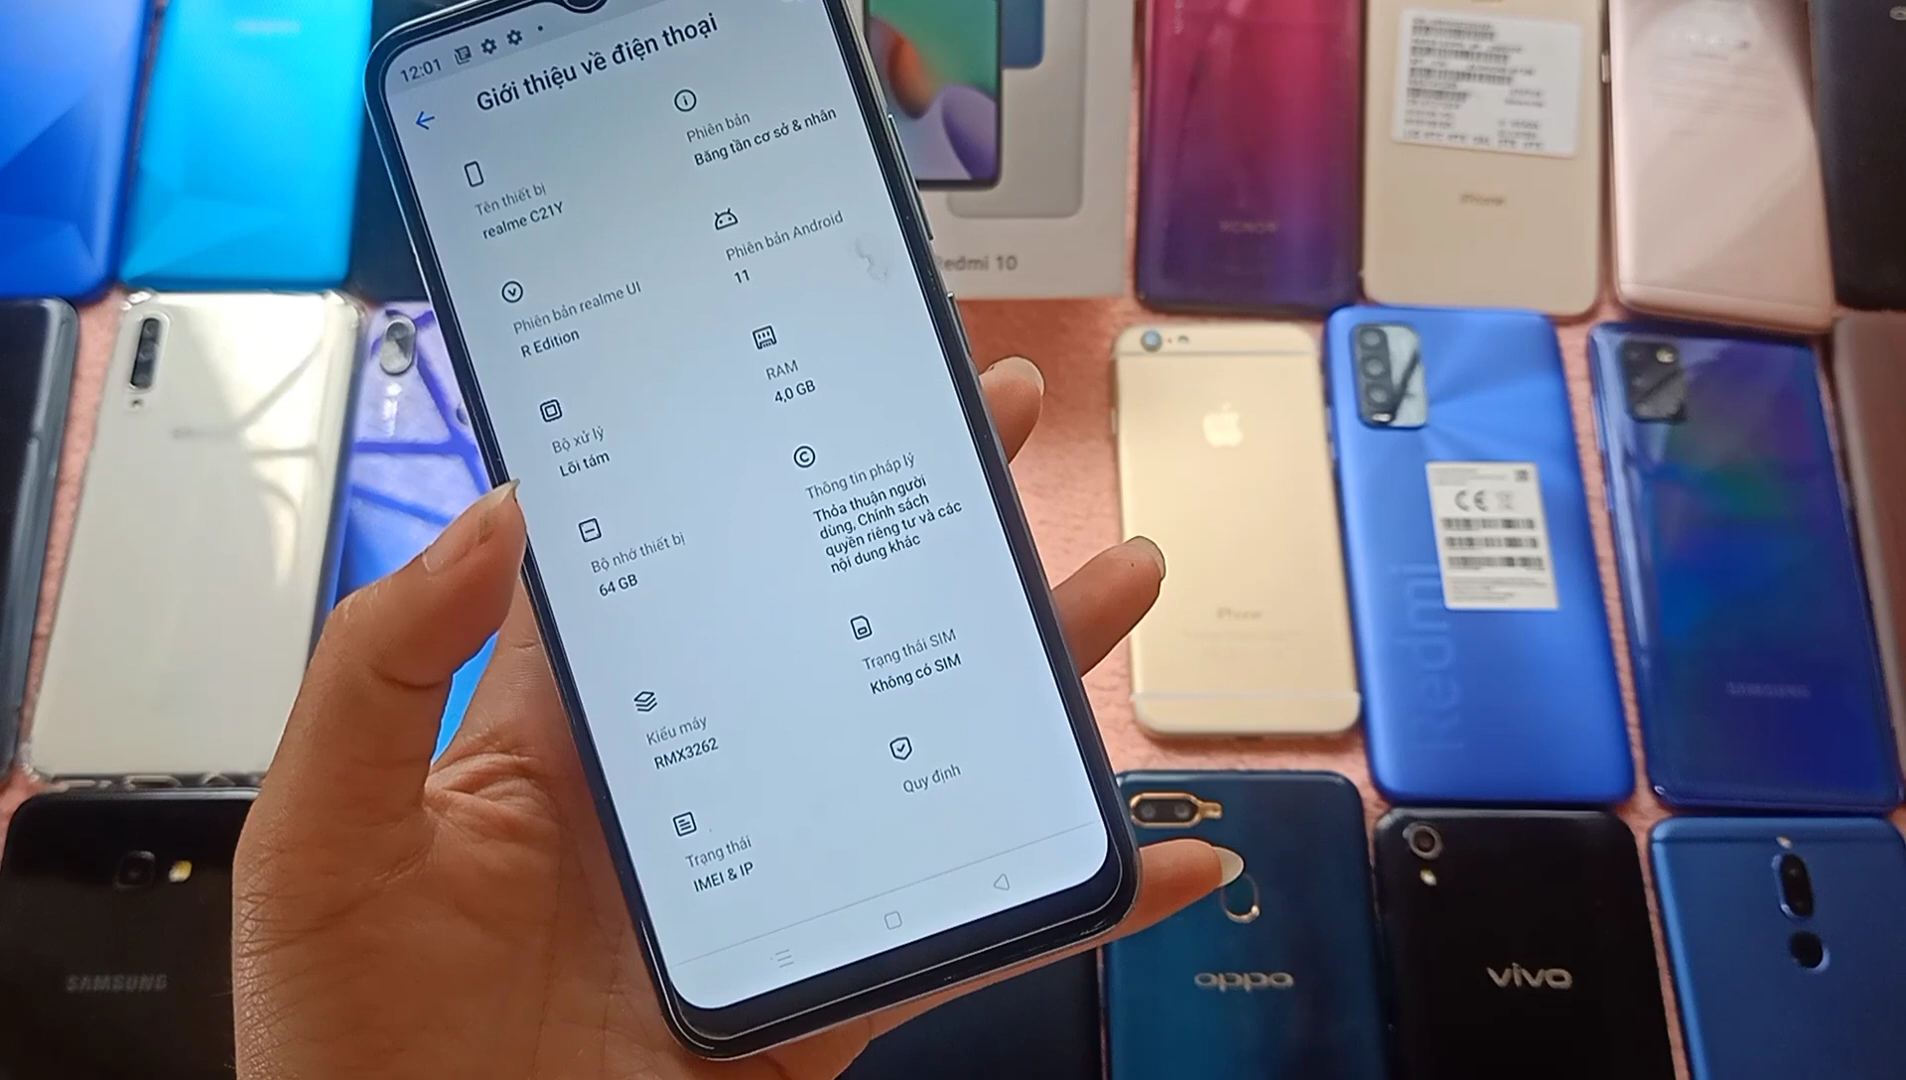 12:01
Giới thiệu về điện thoại
Tên thiết bị
realme C21Y
Phiên bản
Băng tần cơ sở & nhân
Phiên bản realme UI
R Edition
Phiên bản Android
11
Bộ xử lý
Lõi tám
RAM
4,0 GB
Bộ nhớ thiết bị
64 GB
Thông tin pháp lý
Thỏa thuận người
dùng, Chính sách
quyền riêng tư và các
nội dung khác
Kiểu máy
RMX3262
Trạng thái SIM
Không có SIM
Trạng thái
IMEI & IP
Quy định
Redmi 10
HONOR
iPhone
iPhone
CE
Redmi
SAMSUNG
SAMSUNG
oppo
vivo